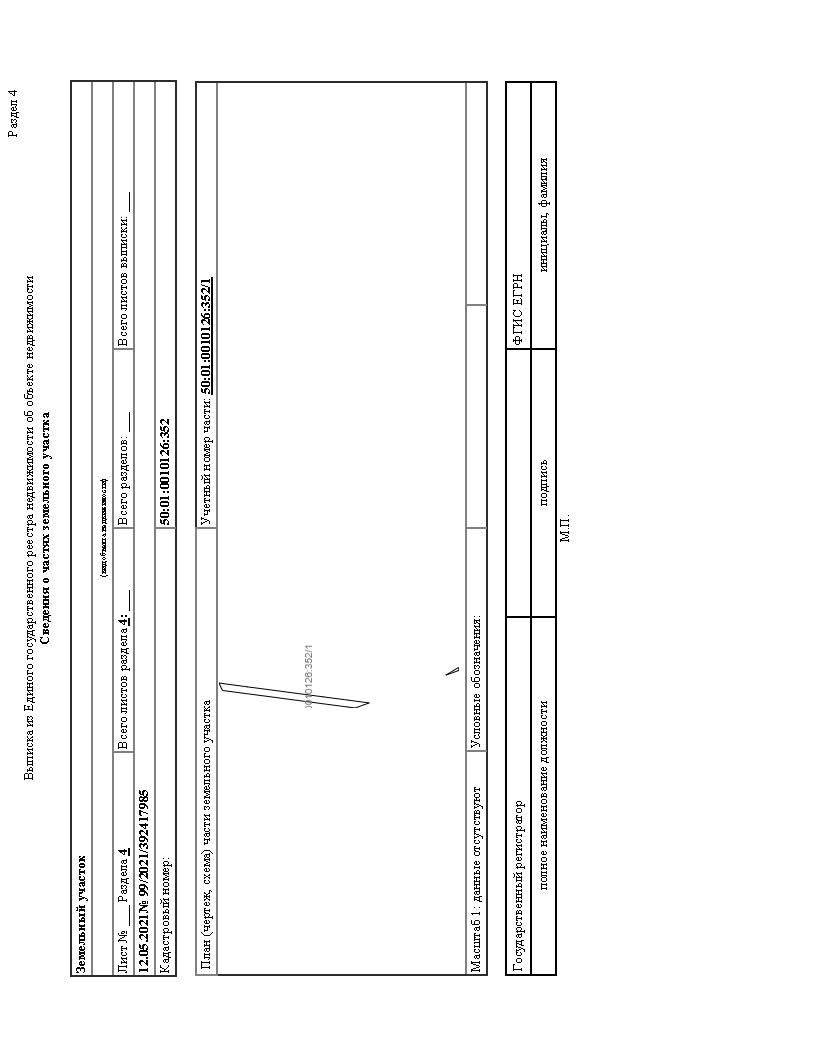 Раздел 4
Выписка из Единого государственного реестра недвижимости об объекте недвижимости
Сведения о частях земельного участка
Земельный участок
(вид объекта недвижимости)
Лист № ___ Раздела 4 Всего листов раздела 4: ___ Всего разделов: ___ Всего листов выписки: ___
12.05.2021№ 99/2021/392417985
Кадастровый номер: 50:01:0010126:352
План (чертеж, схема) части земельного участка Учетный номер части: 50:01:0010126:352/1
0010126:352/1
Масштаб 1: данные отсутствуют Условные обозначения:
Государственный регистратор ФГИС ЕГРН
полное наименование должности подпись инициалы, фамилия
М.П.